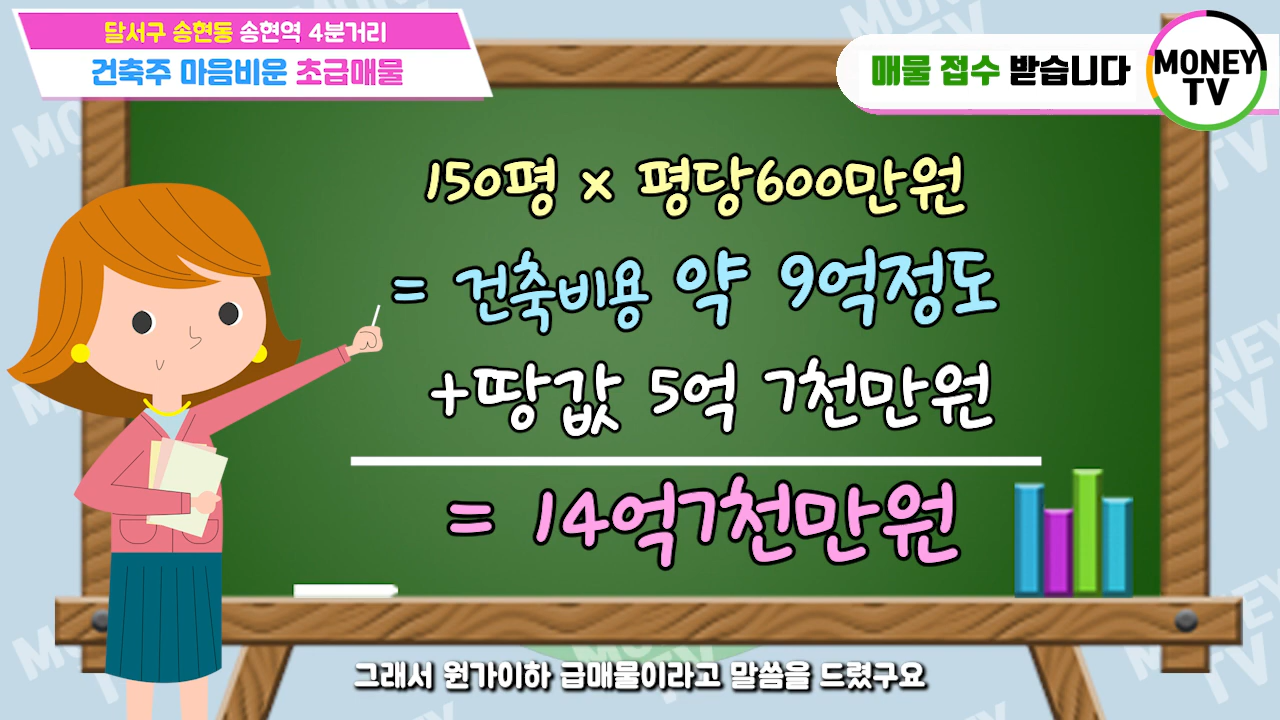 달서구 송현동 송현역 4분거리
건축주 마음비운 초급매물
매물 접수 받습니다
MONEY
TV
150평 x 평당600만원
= 건축비용 약 9억정도
+땅값 5억 7천만원
= 14억7천만원
그래서 원가이하 급매물이라고 말씀을 드렸구요